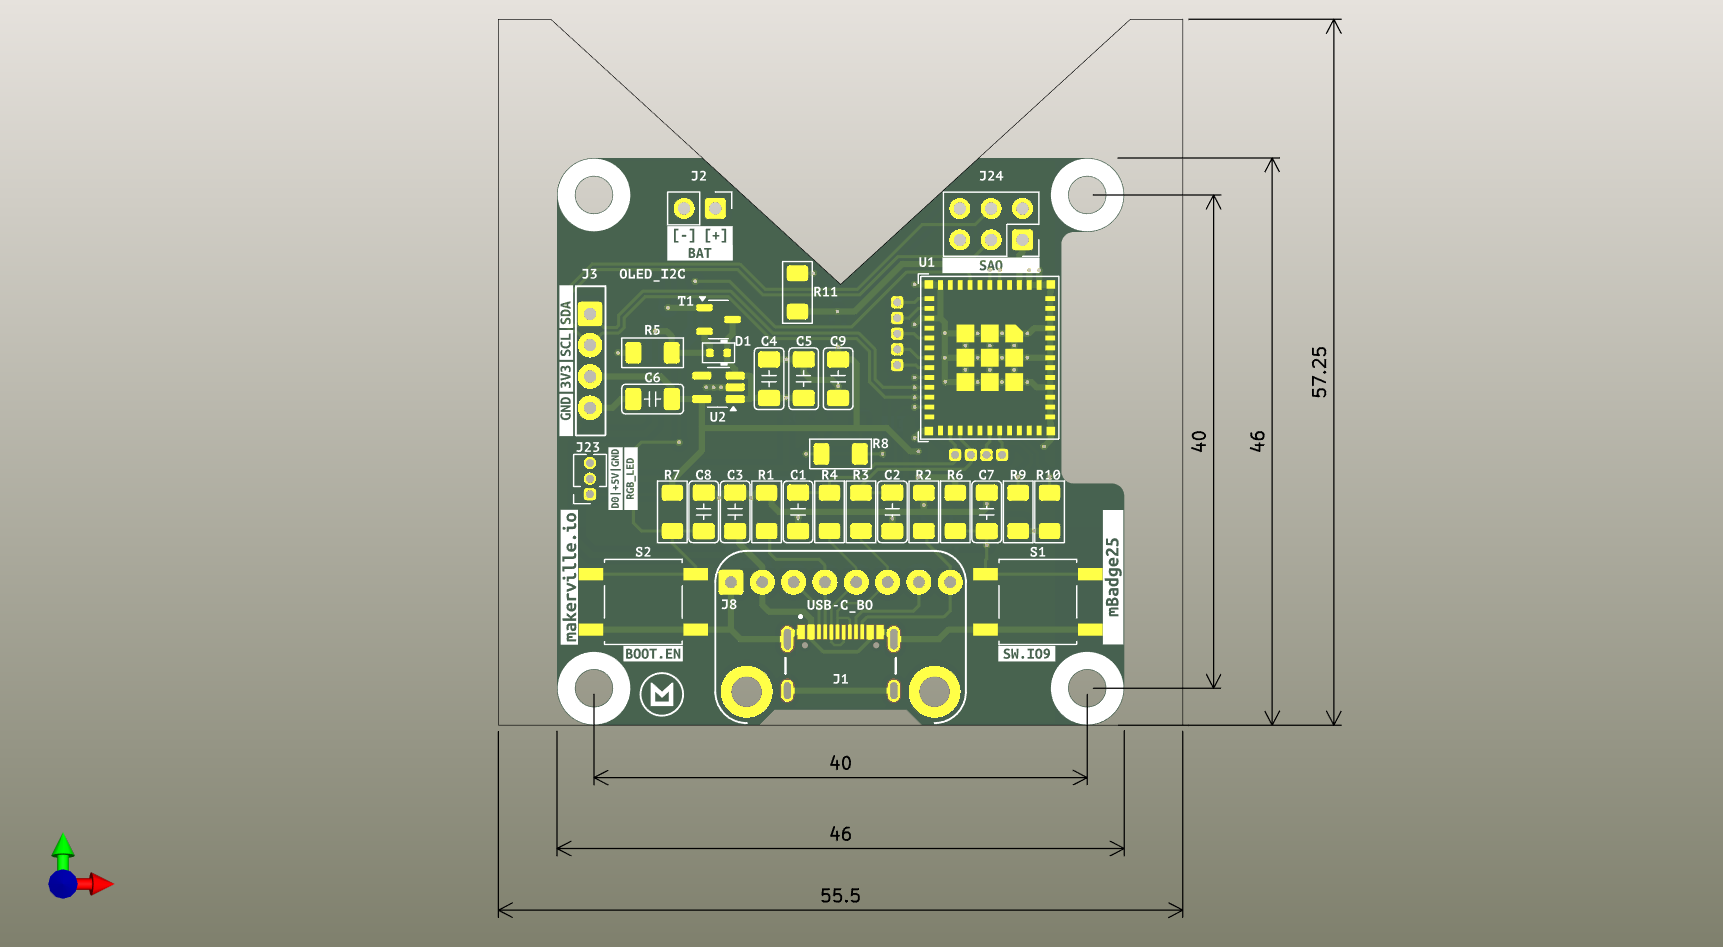 J2
J24
[-] [+]
BAT
SAO
U1
J3
OLED_I2C
R11
T1
SDA
SCL
3V3
GND
R5
D1
C4
C5
C9
C6
U2
R8
J23
D0|+5V|GND
RGB_LED
R7
C8
C3
R1
C1
R4
R3
C2
R2
R6
C7
R9
R10
makerville.io
S2
S1
mBadge25
J8
USB-C_BO
BOOT.EN
SW.IO9
J1
57.25
40
46
40
46
55.5